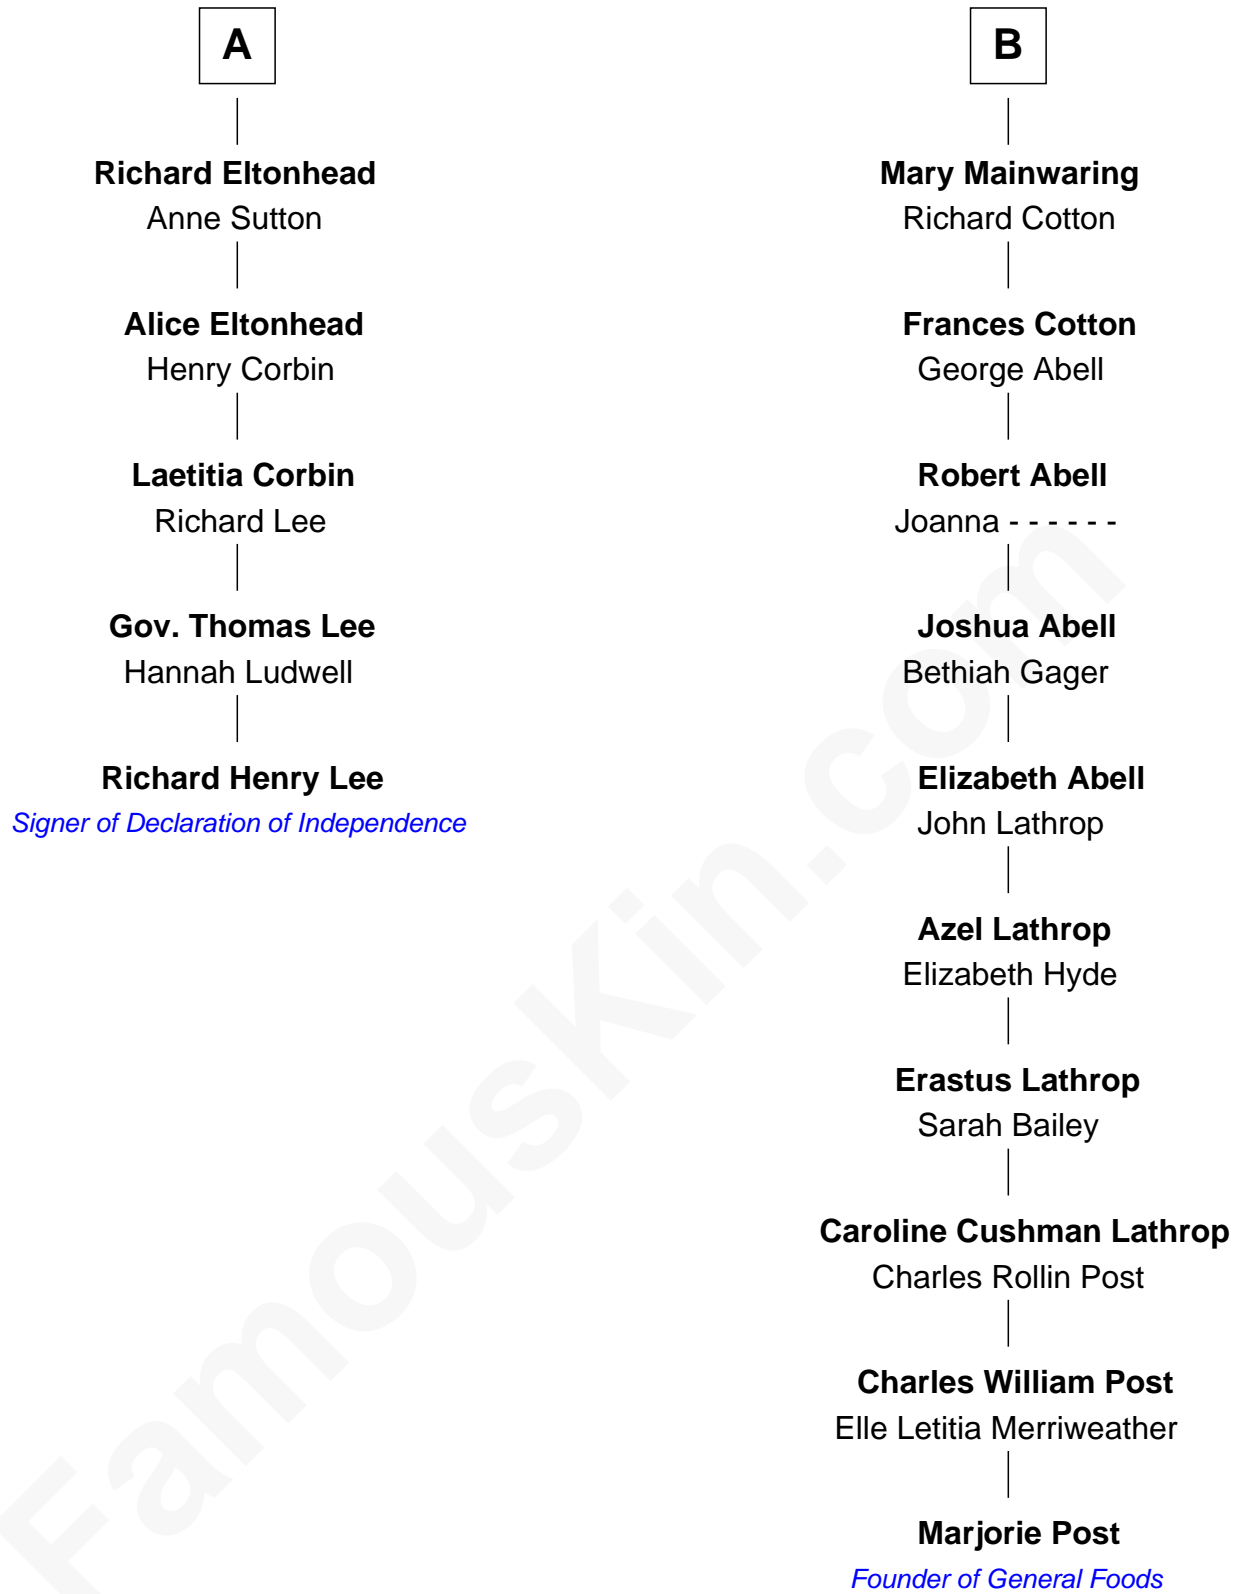 A
Richard Eltonhead
Anne Sutton
Alice Eltonhead
Henry Corbin
Laetitia Corbin
Richard Lee
Gov. Thomas Lee
Hannah Ludwell
Richard Henry Lee
Signer of Declaration of Independence
B
Mary Mainwaring
Richard Cotton
Frances Cotton
George Abell
Robert Abell
Joanna - - - - - -
Joshua Abell
Bethiah Gager
Elizabeth Abell
John Lathrop
Azel Lathrop
Elizabeth Hyde
Erastus Lathrop
Sarah Bailey
Caroline Cushman Lathrop
Charles Rollin Post
Charles William Post
Elle Letitia Merriweather
Marjorie Post
Founder of General Foods
FamousKin.com